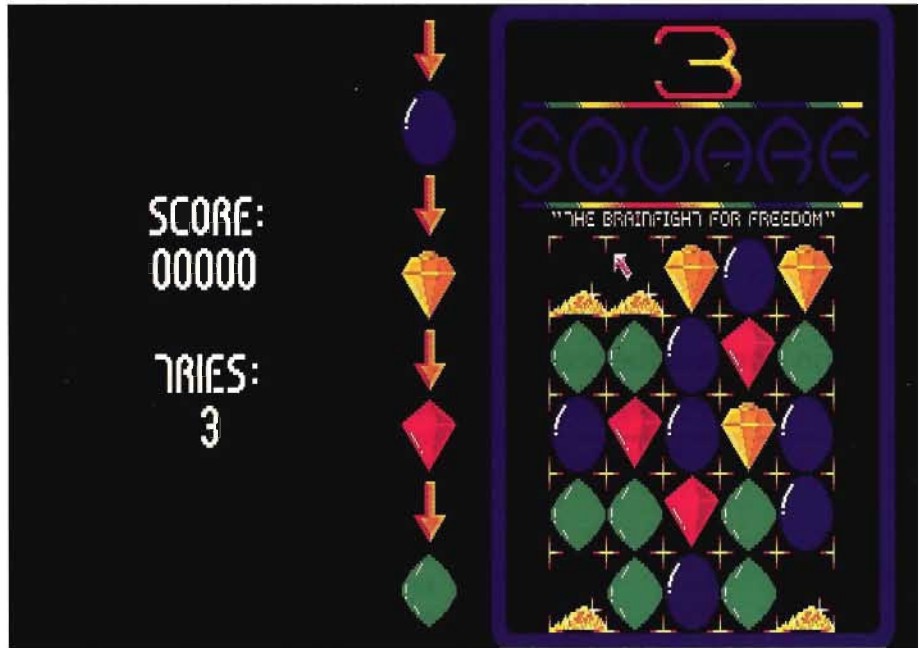 3
SQUARE
"THE BRAINFIGHT FOR FREEDOM"
SCORE:
00000
TRIES:
3